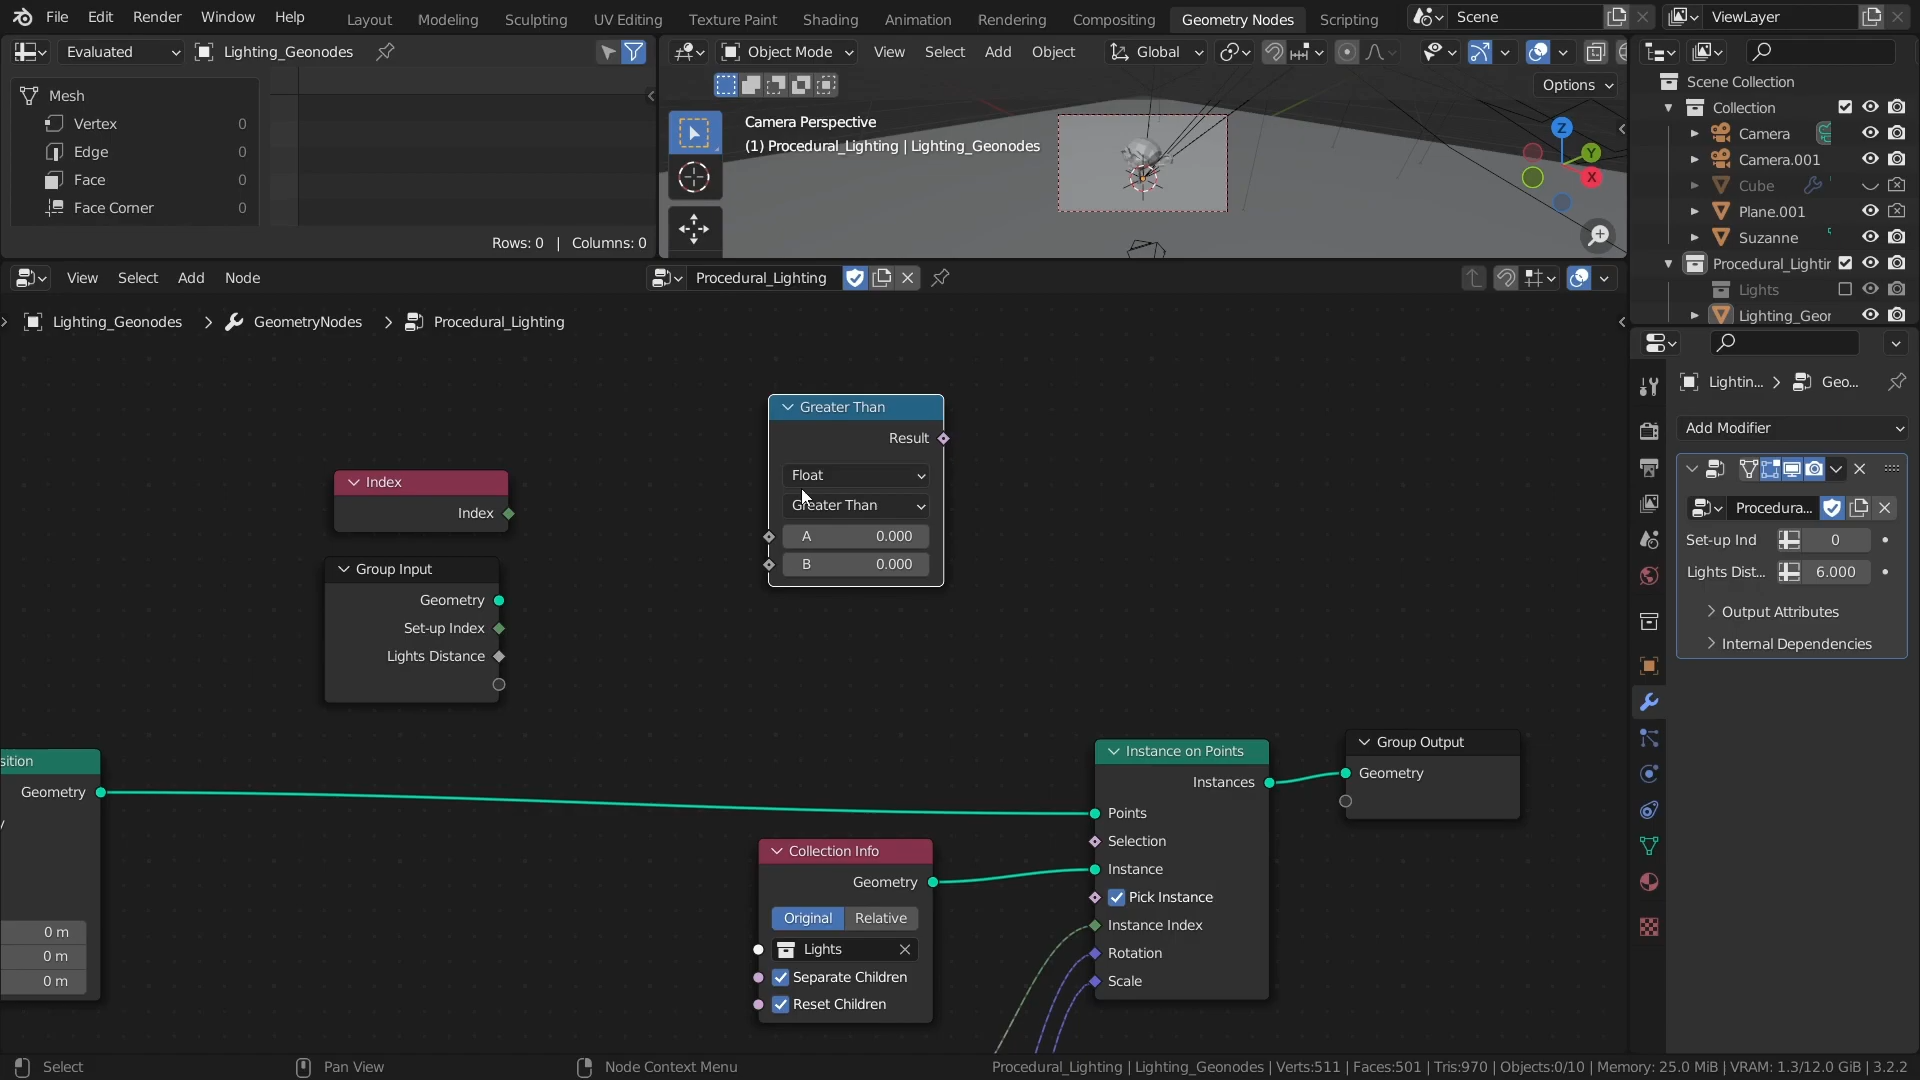 File Edit Render Window Help Layout Modeling Sculpting UV Editing Texture Paint Shading Animation Rendering Compositing Geometry Nodes Scripting Scene ViewLayer
Evaluated Lighting_Geonodes
Object Mode View Select Add Object Global
Options
Mesh
Vertex 0
Edge 0
Face 0
Face Corner 0
Rows: 0 | Columns: 0
Camera Perspective
(1) Procedural_Lighting | Lighting_Geonodes
Z
Y
X
Scene Collection
Collection
Camera
Camera.001
Cube
Plane.001
Suzanne
Procedural_Lightin
Lights
Lighting_Geor
View Select Add Node Procedural_Lighting
Lighting_Geonodes > GeometryNodes > Procedural_Lighting
Index
Index
Group Input
Geometry
Set-up Index
Lights Distance
Greater Than
Result
Float
Greater Than
A 0.000
B 0.000
sition
Geometry
0 m
0 m
0 m
Collection Info
Geometry
Original Relative
Lights
Separate Children
Reset Children
Instance on Points
Instances
Points
Selection
Instance
Pick Instance
Instance Index
Rotation
Scale
Group Output
Geometry
Lightin... > Geo...
Add Modifier
Procedura...
Set-up Ind 0
Lights Dist... 6.000
Output Attributes
Internal Dependencies
Select Pan View Node Context Menu Procedural_Lighting | Lighting_Geonodes | Verts:511 | Faces:501 | Tris:970 | Objects:0/10 | Memory: 25.0 MiB | VRAM: 1.3/12.0 GiB | 3.2.2